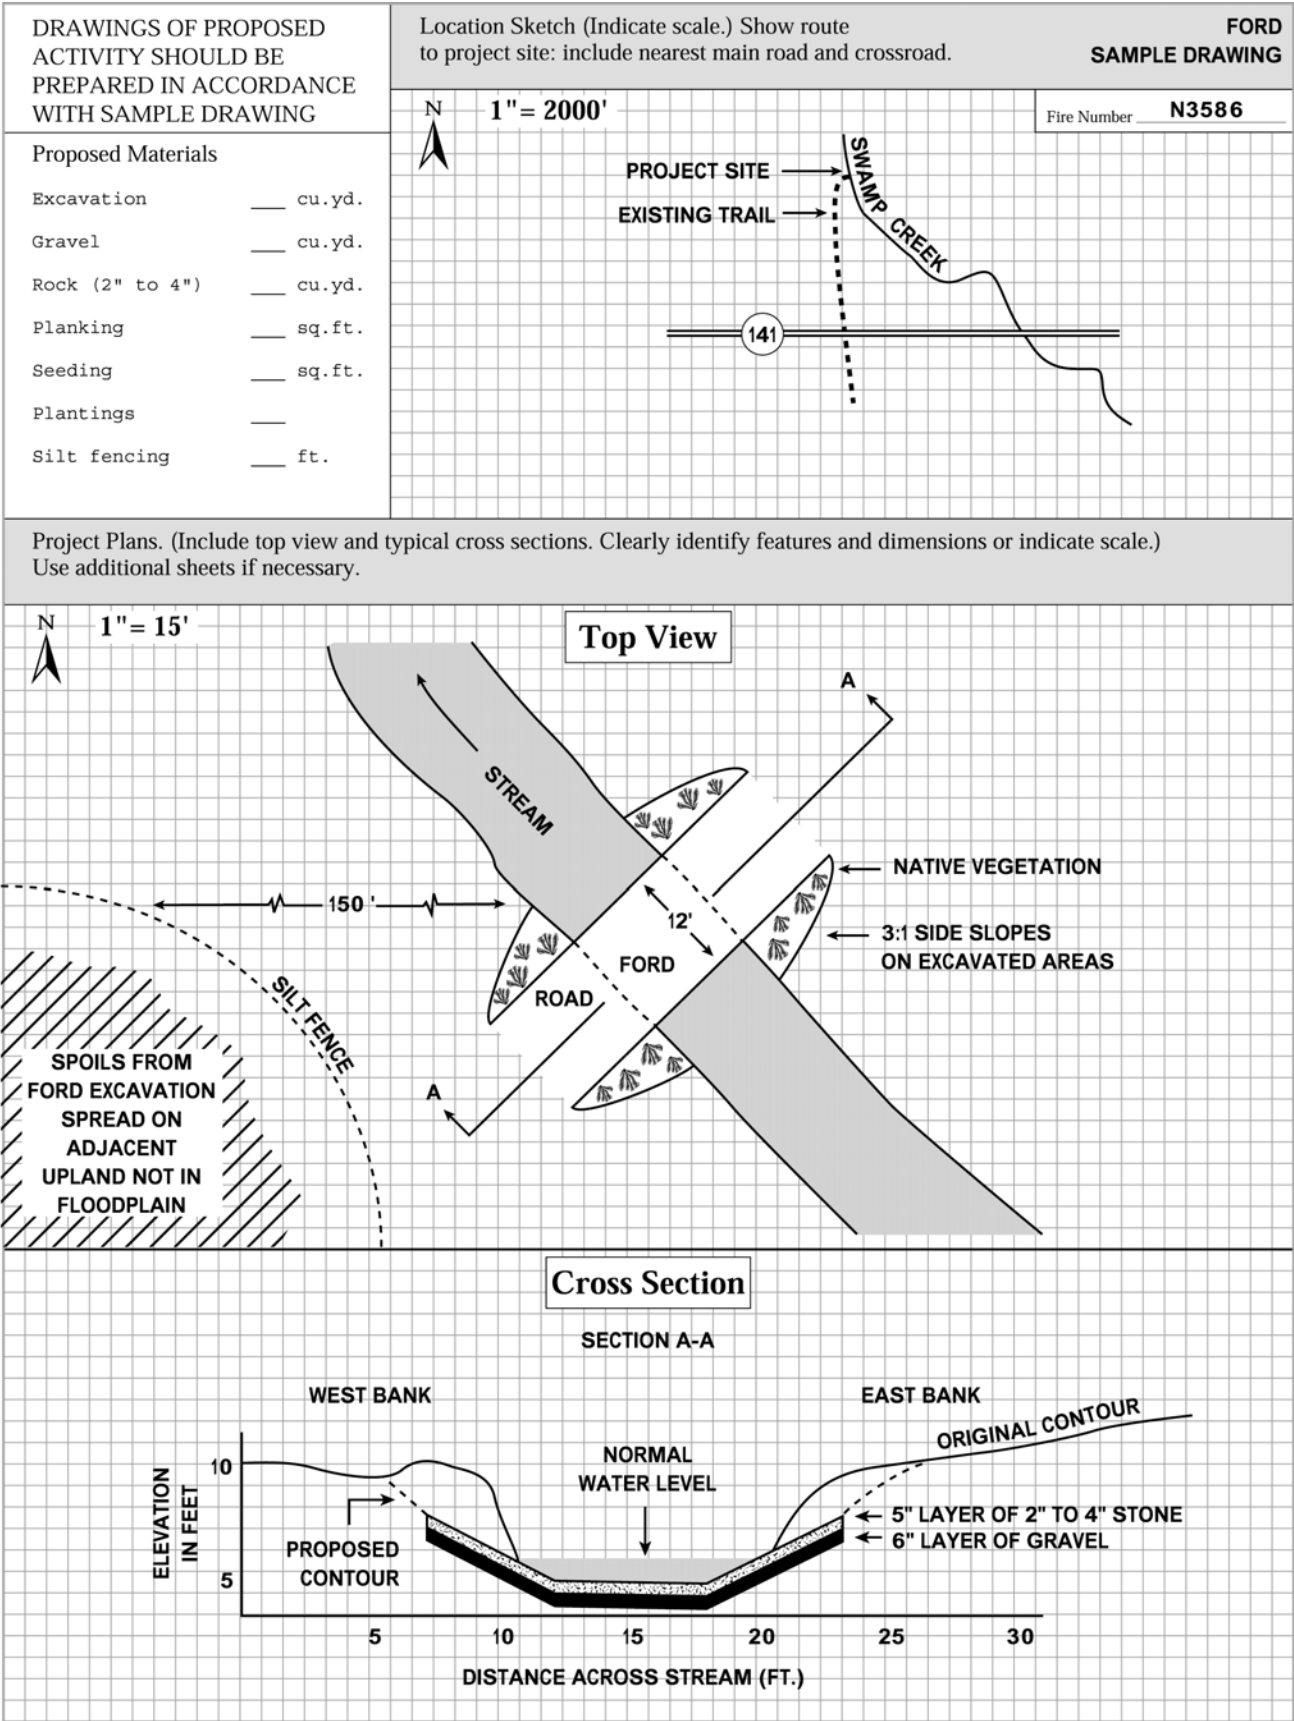 DRAWINGS OF PROPOSED
ACTIVITY SHOULD BE
PREPARED IN ACCORDANCE
WITH SAMPLE DRAWING
Proposed Materials
Excavation ___ cu.yd.
Gravel ___ cu.yd.
Rock (2" to 4") ___ cu.yd.
Planking ___ sq.ft.
Seeding ___ sq.ft.
Plantings ___
Silt fencing ___ ft.
Location Sketch (Indicate scale.) Show route
to project site: include nearest main road and crossroad.
FORD
SAMPLE DRAWING
N
1"= 2000'
Fire Number N3586
PROJECT SITE
EXISTING TRAIL
SWAMP CREEK
141
Project Plans. (Include top view and typical cross sections. Clearly identify features and dimensions or indicate scale.)
Use additional sheets if necessary.
N
1"= 15'
Top View
A
STREAM
NATIVE VEGETATION
150 '
12'
3:1 SIDE SLOPES
ON EXCAVATED AREAS
FORD
ROAD
SILT FENCE
SPOILS FROM
FORD EXCAVATION
SPREAD ON
ADJACENT
UPLAND NOT IN
FLOODPLAIN
A
Cross Section
SECTION A-A
WEST BANK
EAST BANK
ORIGINAL CONTOUR
NORMAL
WATER LEVEL
10
ELEVATION
IN FEET
5" LAYER OF 2" TO 4" STONE
6" LAYER OF GRAVEL
PROPOSED
CONTOUR
5
5 10 15 20 25 30
DISTANCE ACROSS STREAM (FT.)